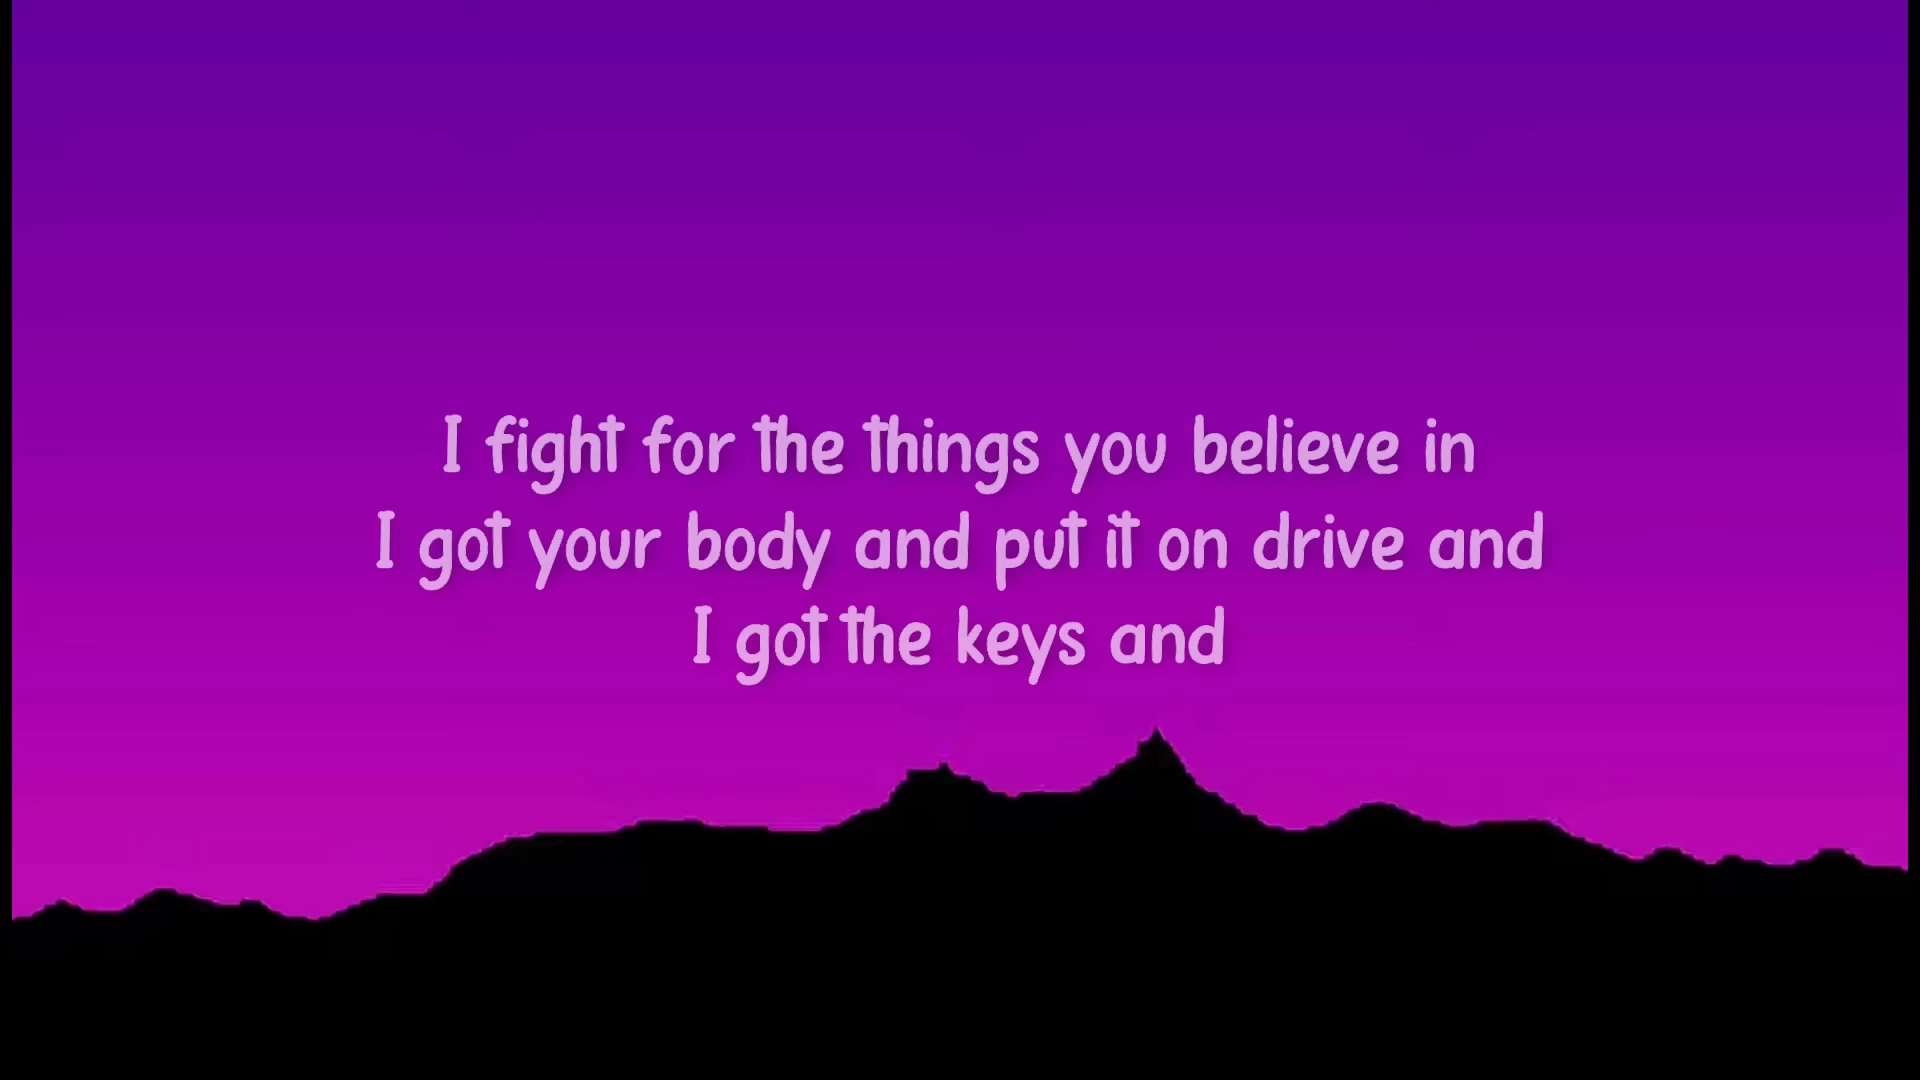 I fight for the things you believe in
I got your body and put it on drive and
I got the keys and